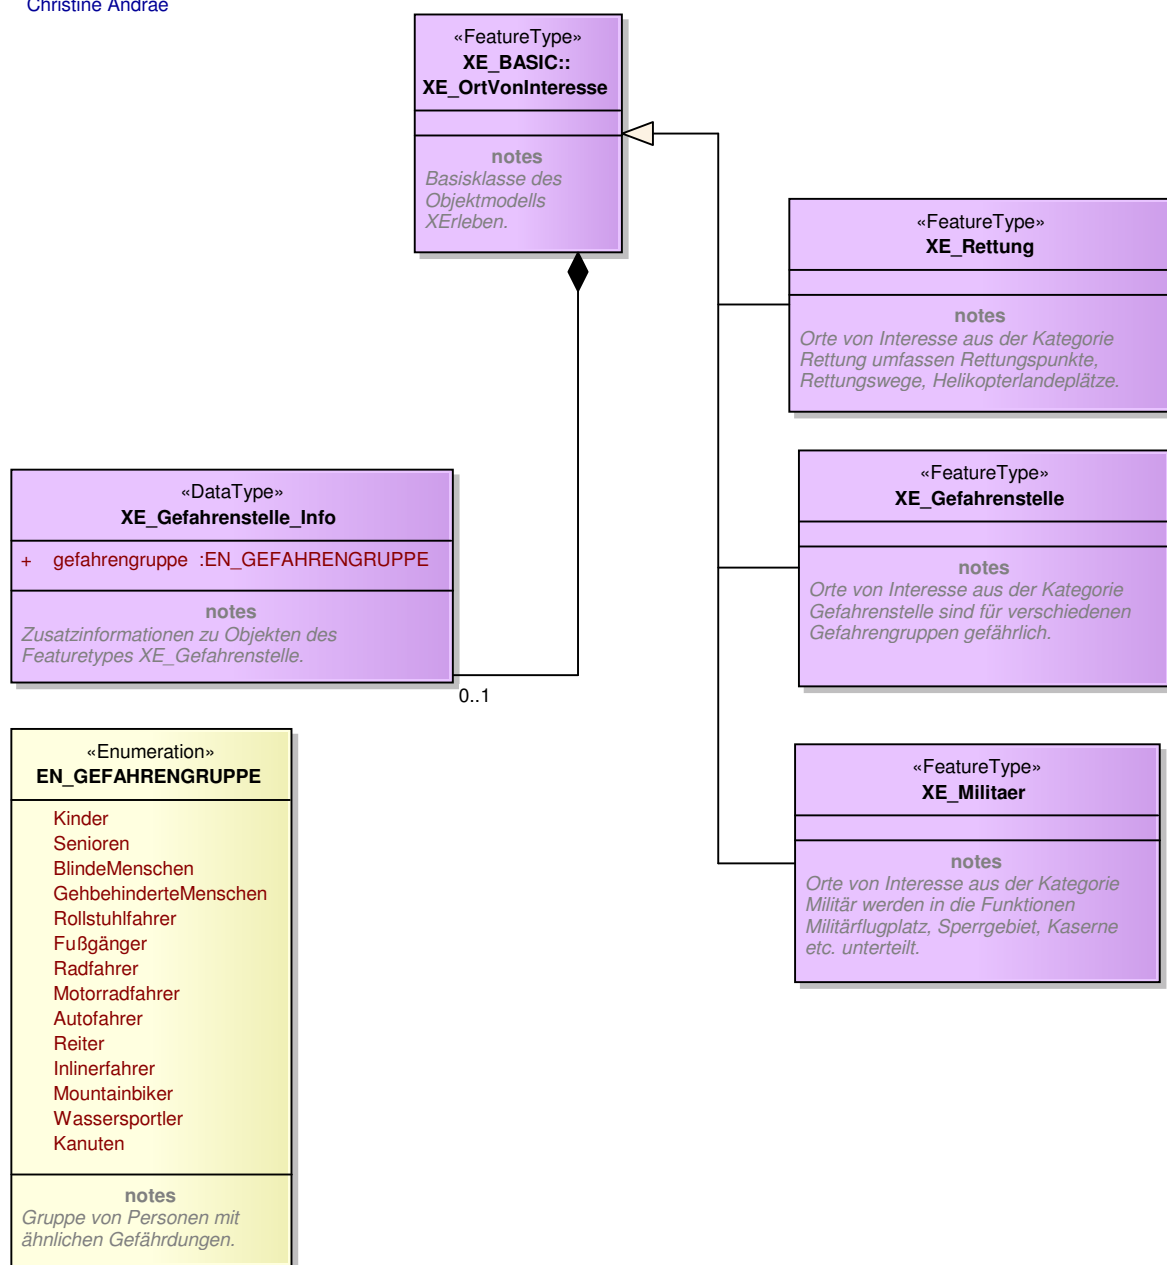 Christine Andrae
«FeatureType»
XE_BASIC::
XE_OrtVonInteresse
notes
Basisklasse des
Objektmodells
XErleben.
«FeatureType»
XE_Rettung
notes
Orte von Interesse aus der Kategorie
Rettung umfassen Rettungspunkte,
Rettungswege, Helikopterlandeplätze.
«FeatureType»
XE_Gefahrenstelle
notes
Orte von Interesse aus der Kategorie
Gefahrenstelle sind für verschiedenen
Gefahrengruppen gefährlich.
«DataType»
XE_Gefahrenstelle_Info
+ gefahrengruppe :EN_GEFAHRENGRUPPE
notes
Zusatzinformationen zu Objekten des
Featuretypes XE_Gefahrenstelle.
0..1
«FeatureType»
XE_Militaer
notes
Orte von Interesse aus der Kategorie
Militär werden in die Funktionen
Militärflugplatz, Sperrgebiet, Kaserne
etc. unterteilt.
«Enumeration»
EN_GEFAHRENGRUPPE
Kinder
Senioren
BlindeMenschen
GehbehinderteMenschen
Rollstuhlfahrer
Fußgänger
Radfahrer
Motorradfahrer
Autofahrer
Reiter
Inlinerfahrer
Mountainbiker
Wassersportler
Kanuten
notes
Gruppe von Personen mit
ähnlichen Gefährdungen.